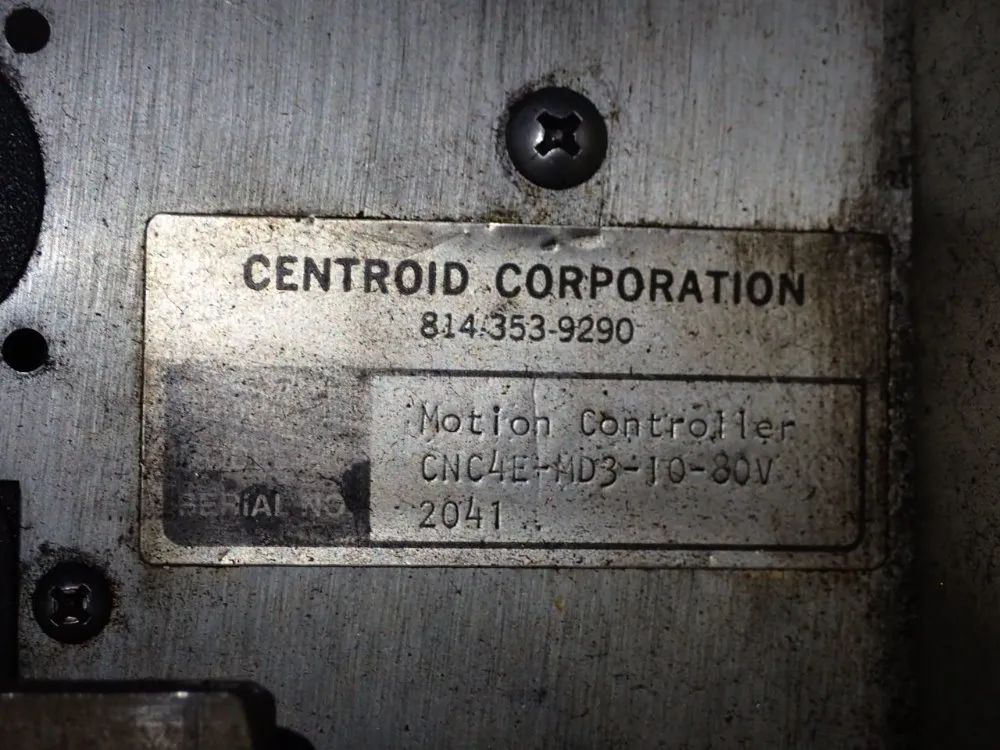 CENTROID CORPORATION
814-353-9290
Motion Controller
CNC4E-MD3-10-80V
SERIAL NO. 2041